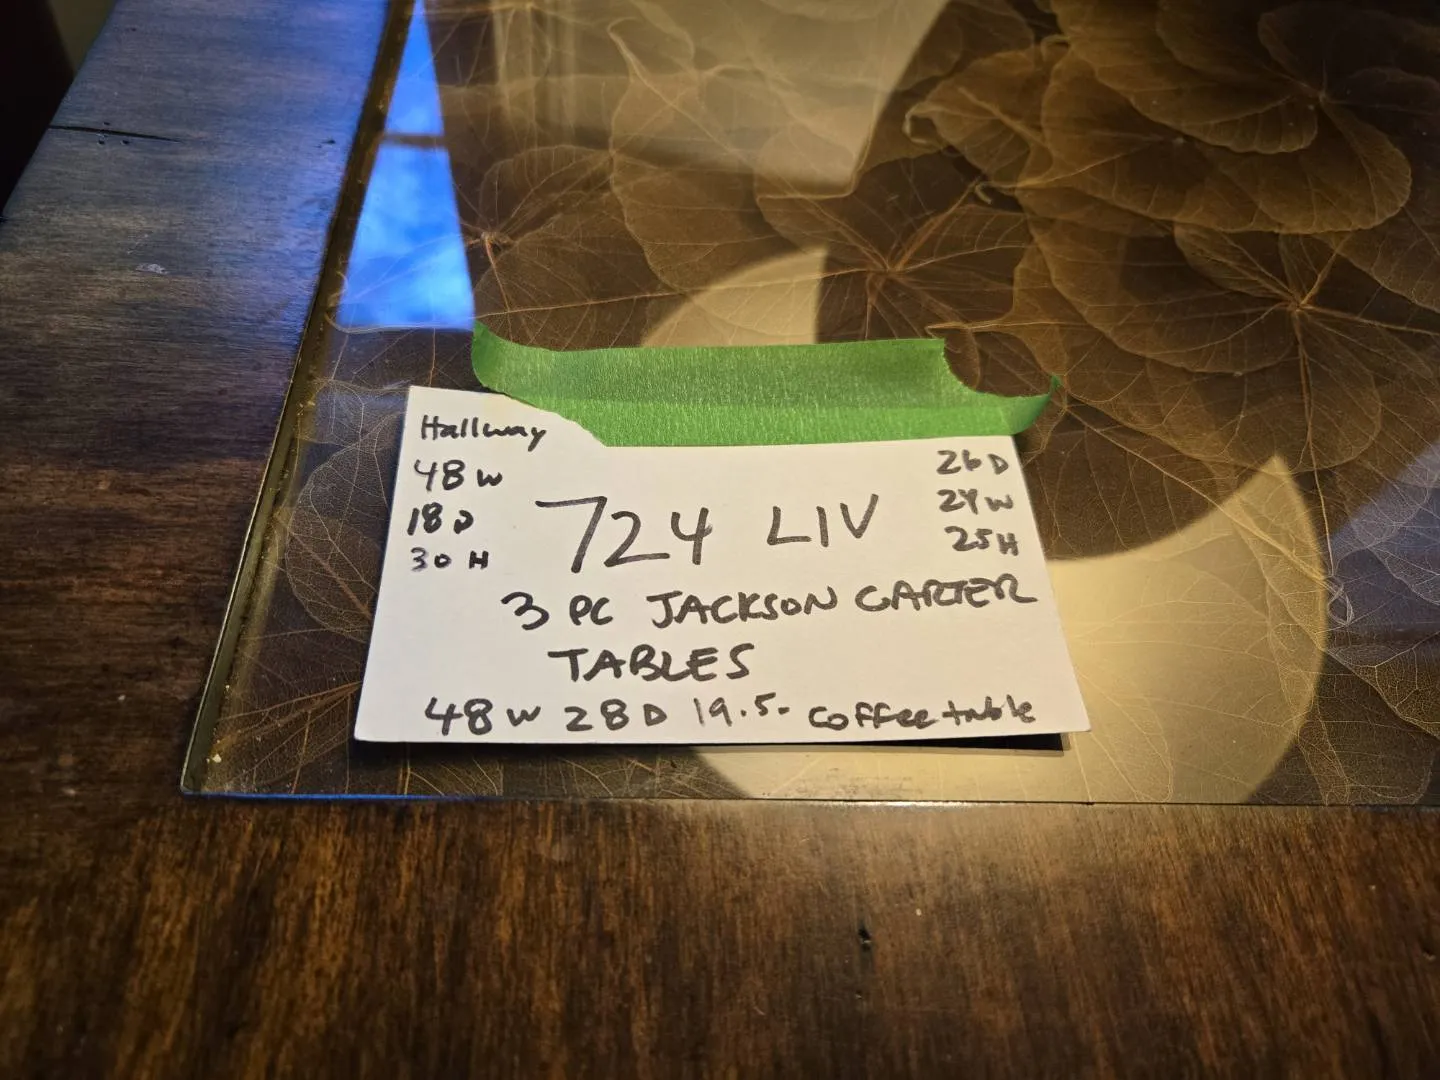 Hallway
48 W
18 D
30 H
26 D
24 W
25 H
724 LIV
3 PC JACKSON CARTER
TABLES
48 W 28 D 19.5. coffee table